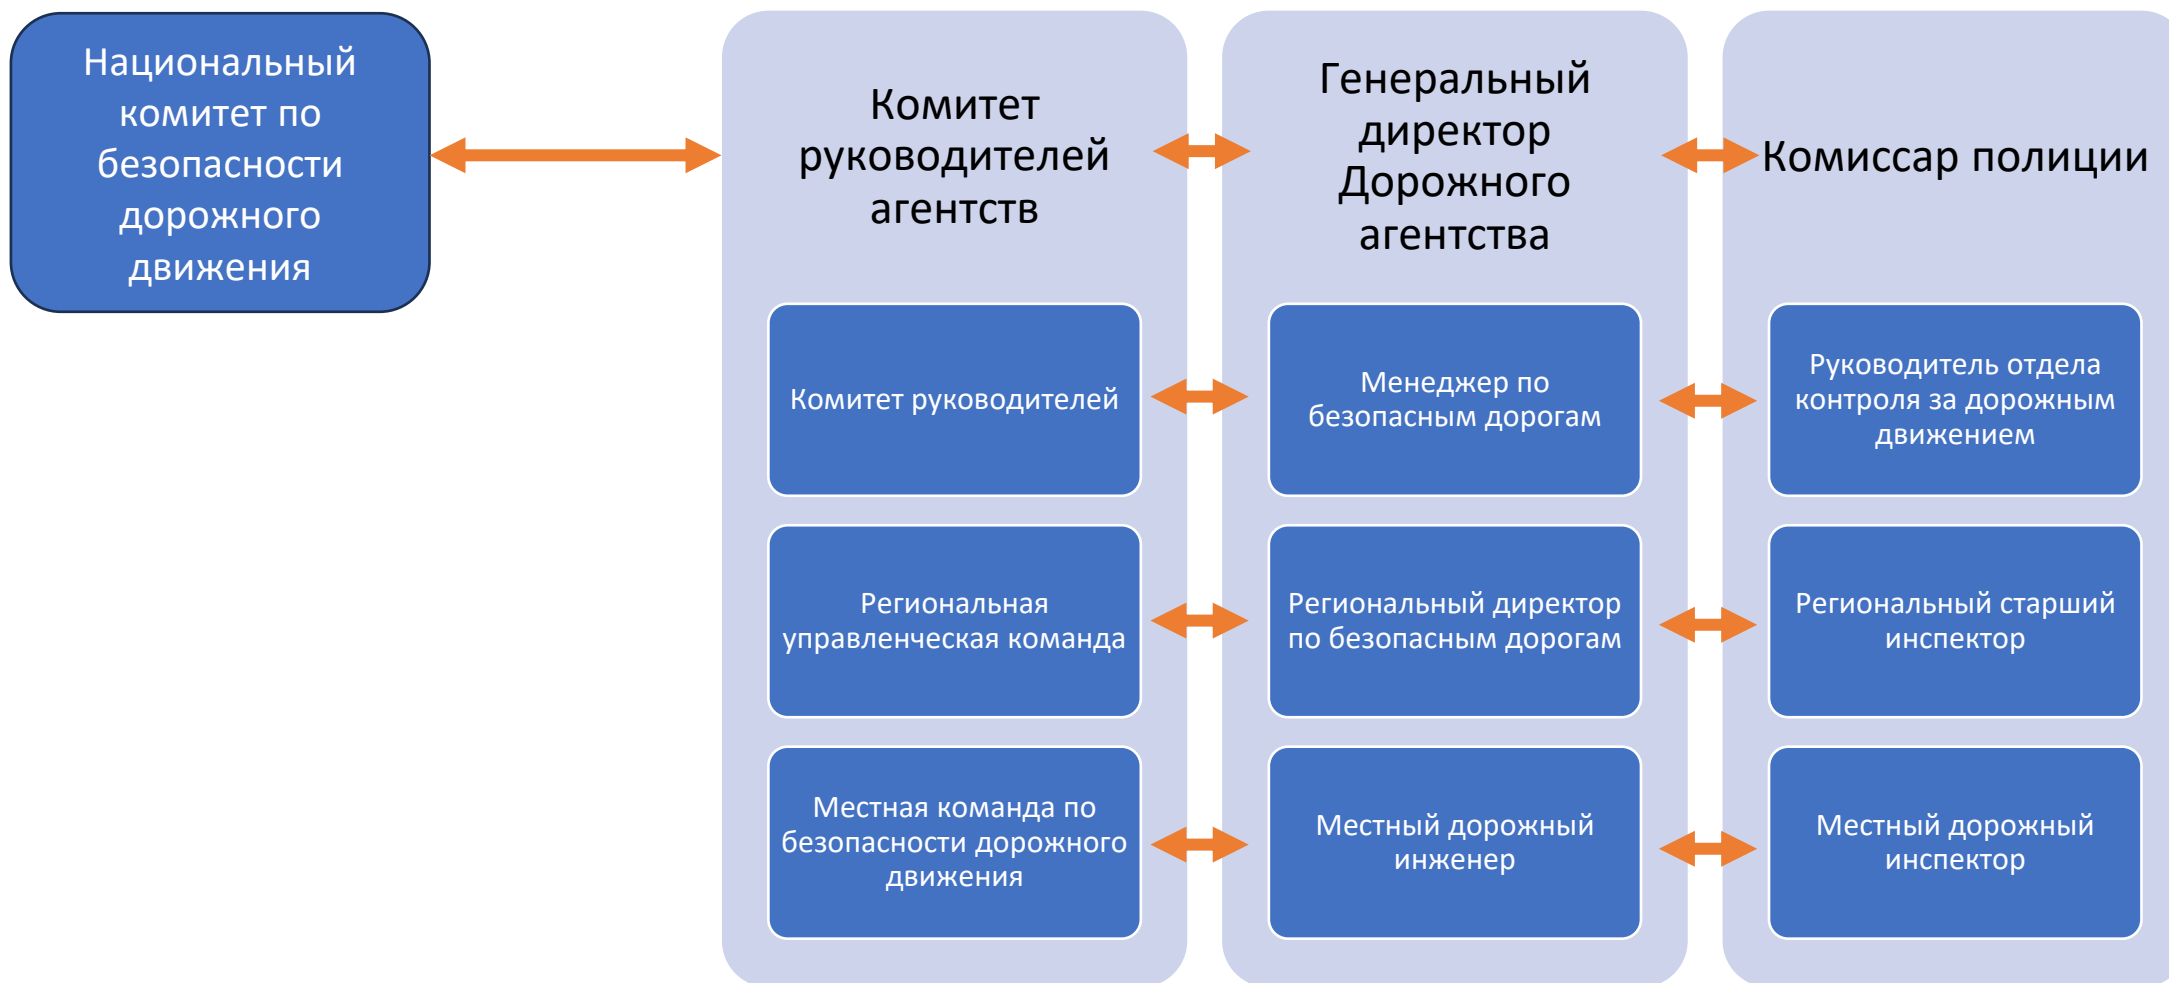 Национальный
комитет по
безопасности
дорожного
движения
Комитет
руководителей
агентств
Генеральный
директор
Дорожного
агентства
Комиссар полиции
Комитет руководителей
Менеджер по
безопасным дорогам
Руководитель отдела
контроля за дорожным
движением
Региональная
управленческая команда
Региональный директор
по безопасным дорогам
Региональный старший
инспектор
Местная команда по
безопасности дорожного
движения
Местный дорожный
инженер
Местный дорожный
инспектор